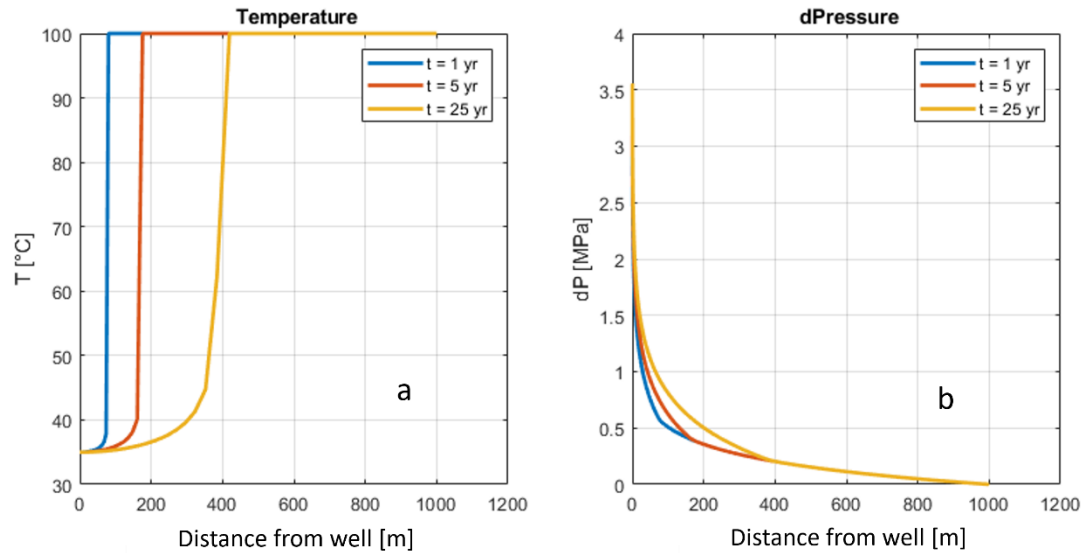 Temperature
100
90
80
70
60
50
40
30
T [°C]
t = 1 yr
t = 5 yr
t = 25 yr
a
0 200 400 600 800 1000 1200
Distance from well [m]
dPressure
4
3.5
3
2.5
2
1.5
1
0.5
0
dP [MPa]
t = 1 yr
t = 5 yr
t = 25 yr
b
0 200 400 600 800 1000 1200
Distance from well [m]